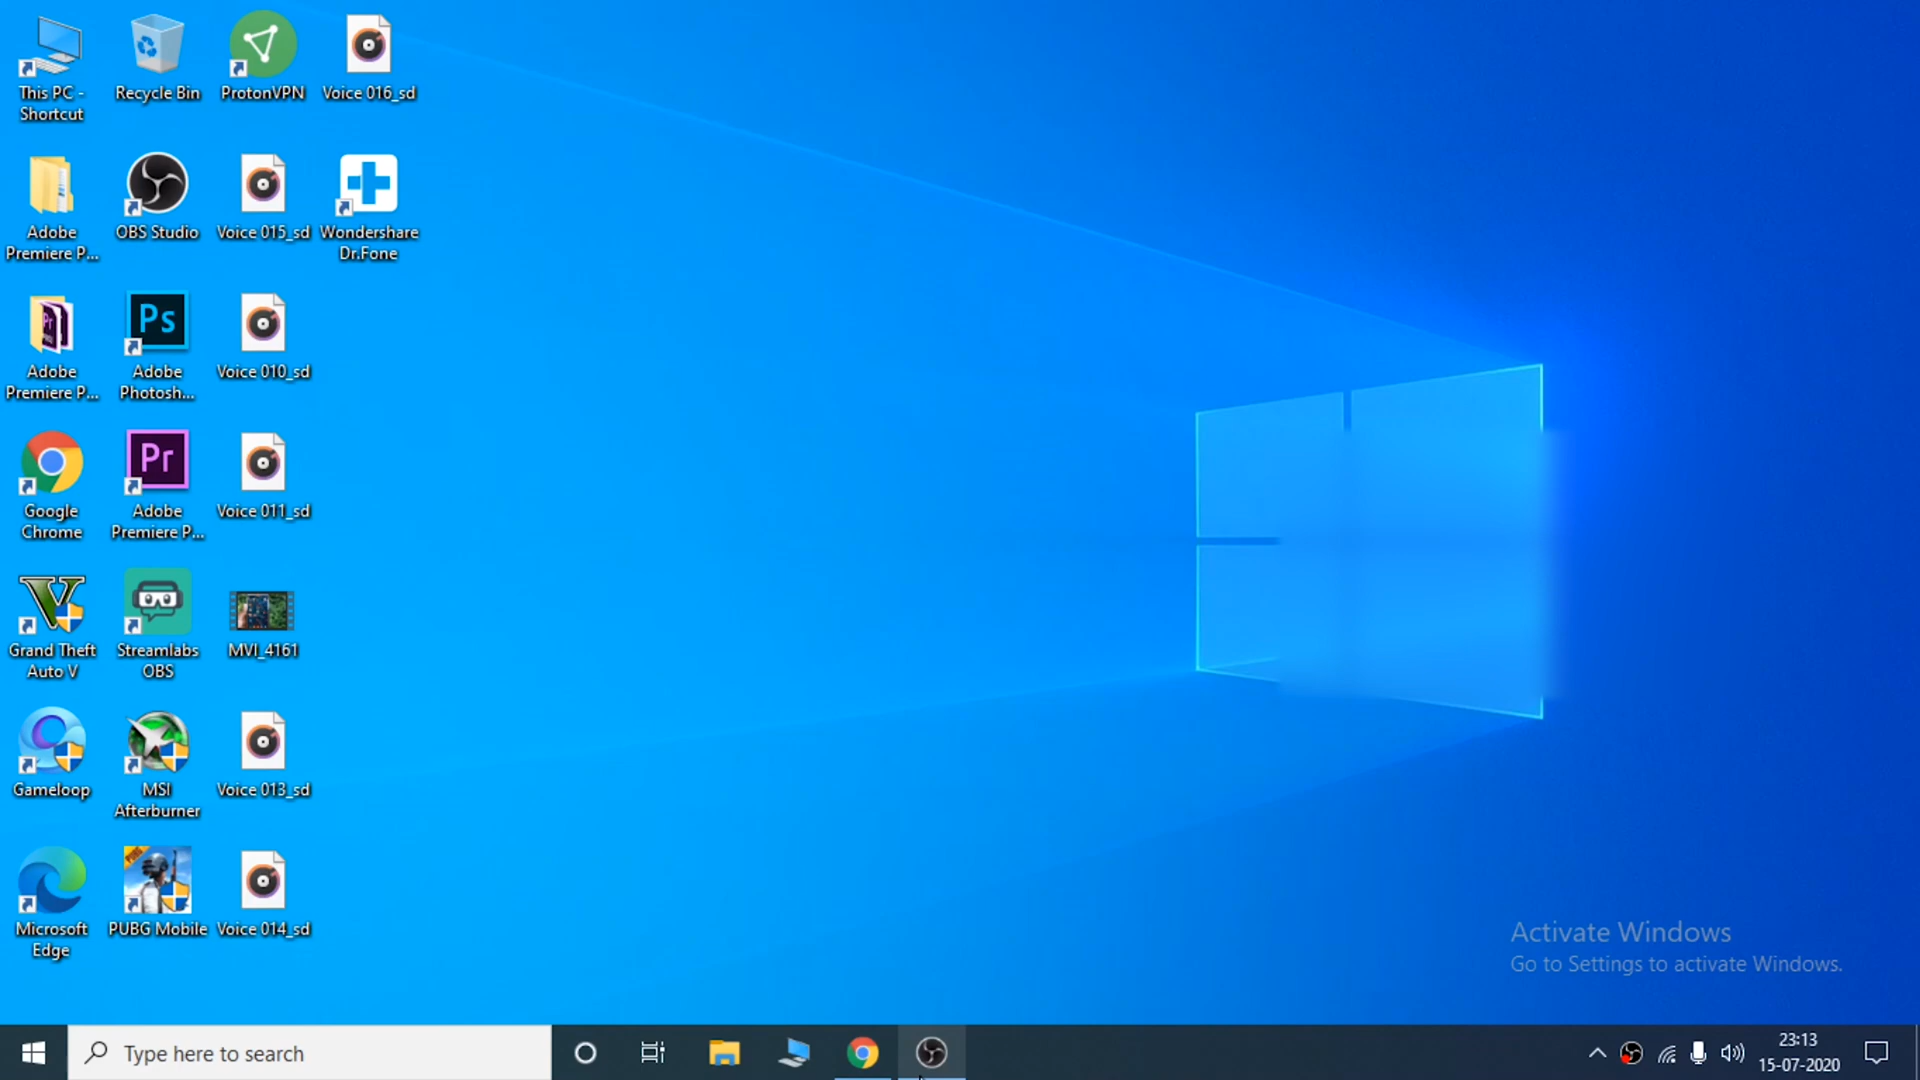 This PC -
Shortcut
Recycle Bin
ProtonVPN
Voice 016_sd
Adobe
Premiere P...
OBS Studio
Voice 015_sd
Wondershare
Dr.Fone
Pr
Adobe
Premiere P...
Ps
Adobe
Photosh...
Voice 010_sd
Google
Chrome
Pr
Adobe
Premiere P...
Voice 011_sd
Grand Theft
Auto V
Streamlabs
OBS
MVI_4161
Gameloop
MSI
Afterburner
Voice 013_sd
Microsoft
Edge
PUBG Mobile
Voice 014_sd
Activate Windows
Go to Settings to activate Windows.
Type here to search
23:13
15-07-2020